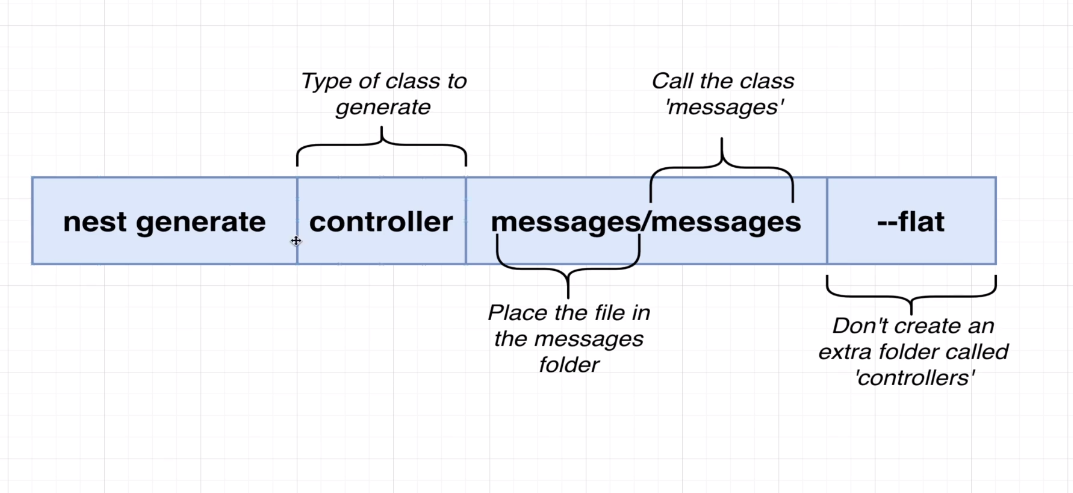 Type of class to
generate
Call the class
'messages'
nest generate
controller
messages/messages
--flat
Place the file in
the messages
folder
Don't create an
extra folder called
'controllers'